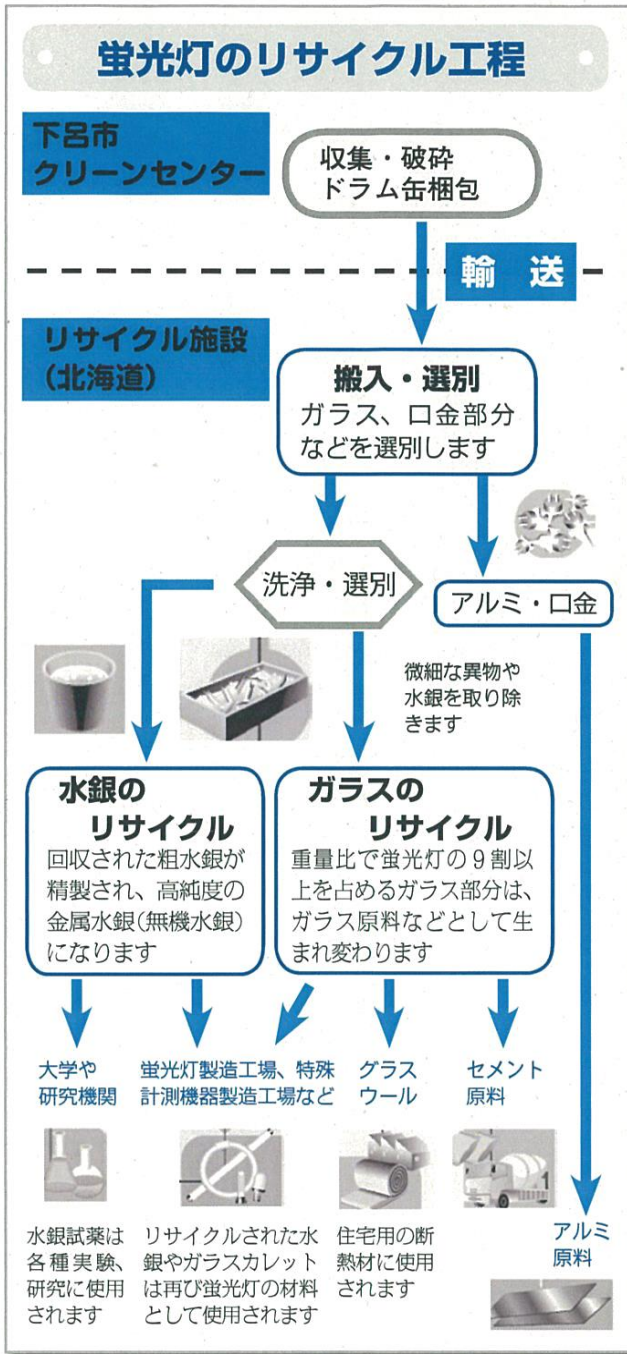 蛍光灯のリサイクル工程
下呂市
クリーンセンター
収集・破砕
ドラム缶梱包
輸 送
リサイクル施設
(北海道)
搬入・選別
ガラス、口金部分
などを選別します
洗浄・選別
アルミ・口金
微細な異物や
水銀を取り除
きます
水銀の
リサイクル
回収された粗水銀が
精製され、高純度の
金属水銀(無機水銀)
になります
ガラスの
リサイクル
重量比で蛍光灯の9割以
上を占めるガラス部分は、
ガラス原料などとして生
まれ変わります
大学や
研究機関
蛍光灯製造工場、特殊
計測機器製造工場など
グラス
ウール
セメント
原料
水銀試薬は
各種実験、
研究に使用
されます
リサイクルされた水
銀やガラスカレット
は再び蛍光灯の材料
として使用されます
住宅用の断
熱材に使用
されます
1
アルミ
原料